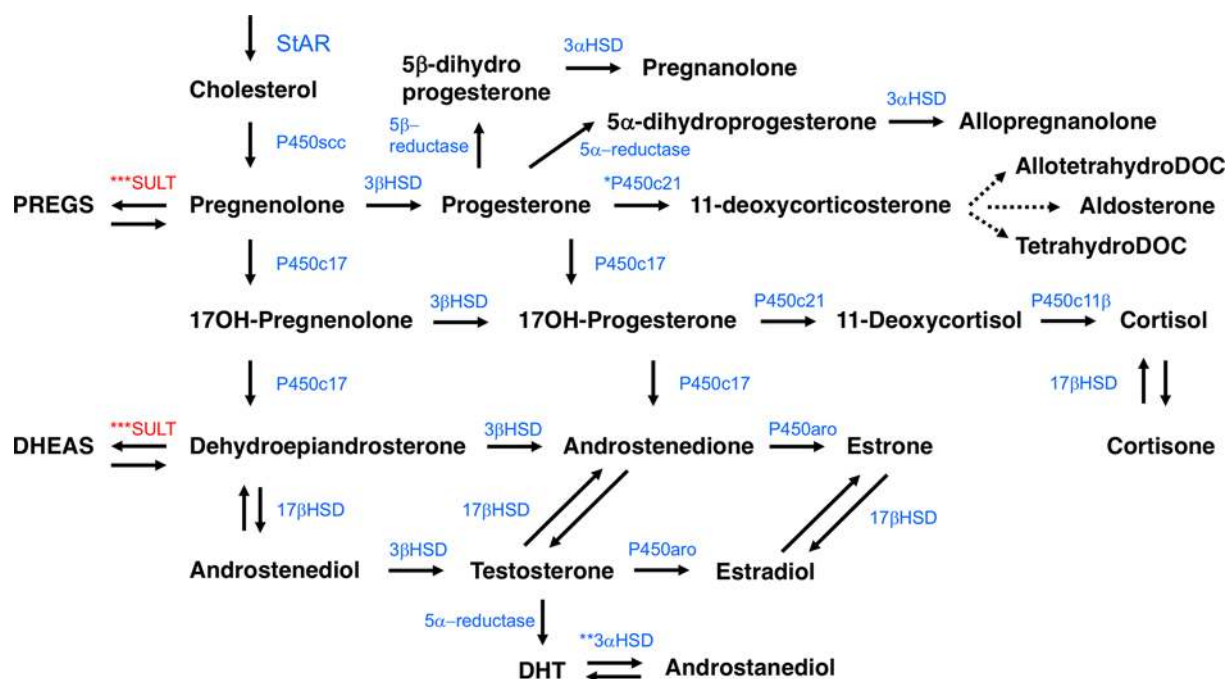 StAR
Cholesterol
5β-dihydro
progesterone
3αHSD
Pregnanolone
P450scc
5β–
reductase
5α-dihydroprogesterone
3αHSD
Allopregnanolone
5α–reductase
***SULT
PREGS
Pregnenolone
3βHSD
Progesterone
*P450c21
11-deoxycorticosterone
AllotetrahydroDOC
Aldosterone
TetrahydroDOC
P450c17
P450c17
17OH-Pregnenolone
3βHSD
17OH-Progesterone
P450c21
11-Deoxycortisol
P450c11β
Cortisol
P450c17
P450c17
17βHSD
***SULT
DHEAS
Dehydroepiandrosterone
3βHSD
Androstenedione
P450aro
Estrone
Cortisone
17βHSD
17βHSD
17βHSD
Androstenediol
3βHSD
Testosterone
P450aro
Estradiol
5α–reductase
DHT
**3αHSD
Androstanediol